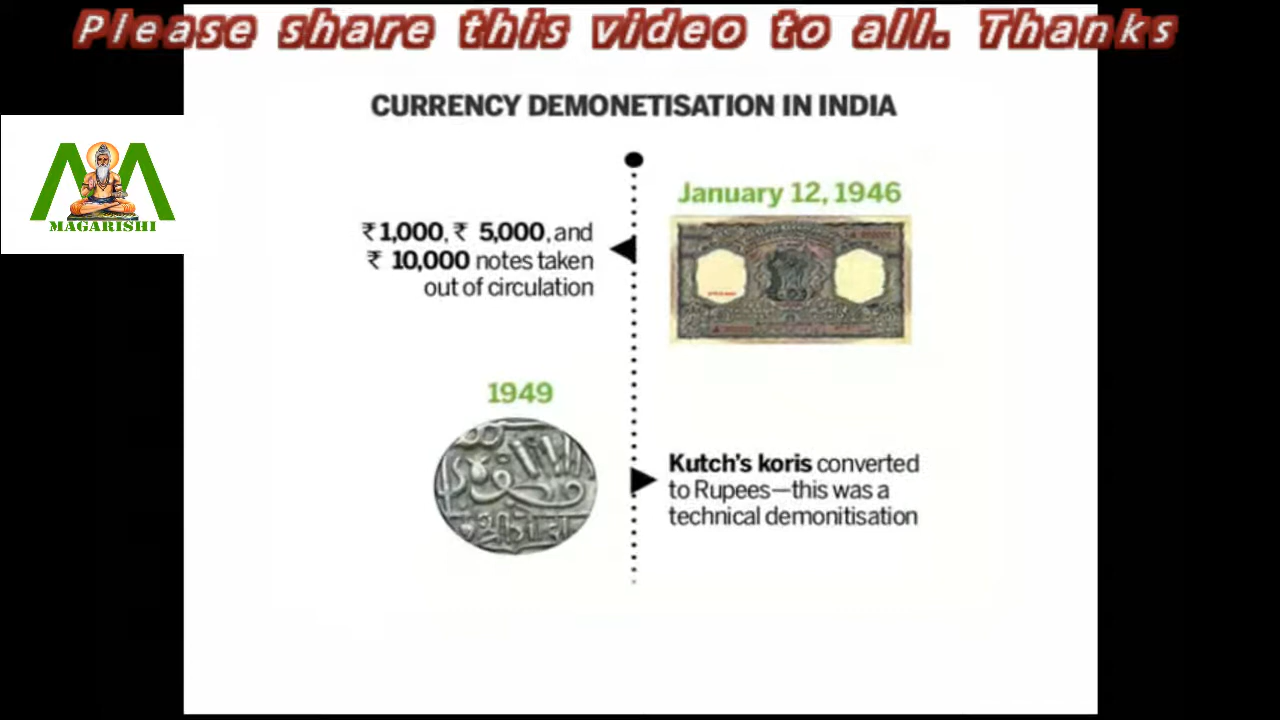 Please share this video to all. Thanks
CURRENCY DEMONETISATION IN INDIA
MAGARISHI
January 12, 1946
₹ 1,000, ₹ 5,000, and
₹ 10,000 notes taken
out of circulation
1949
Kutch's koris converted
to Rupees—this was a
technical demonitisation